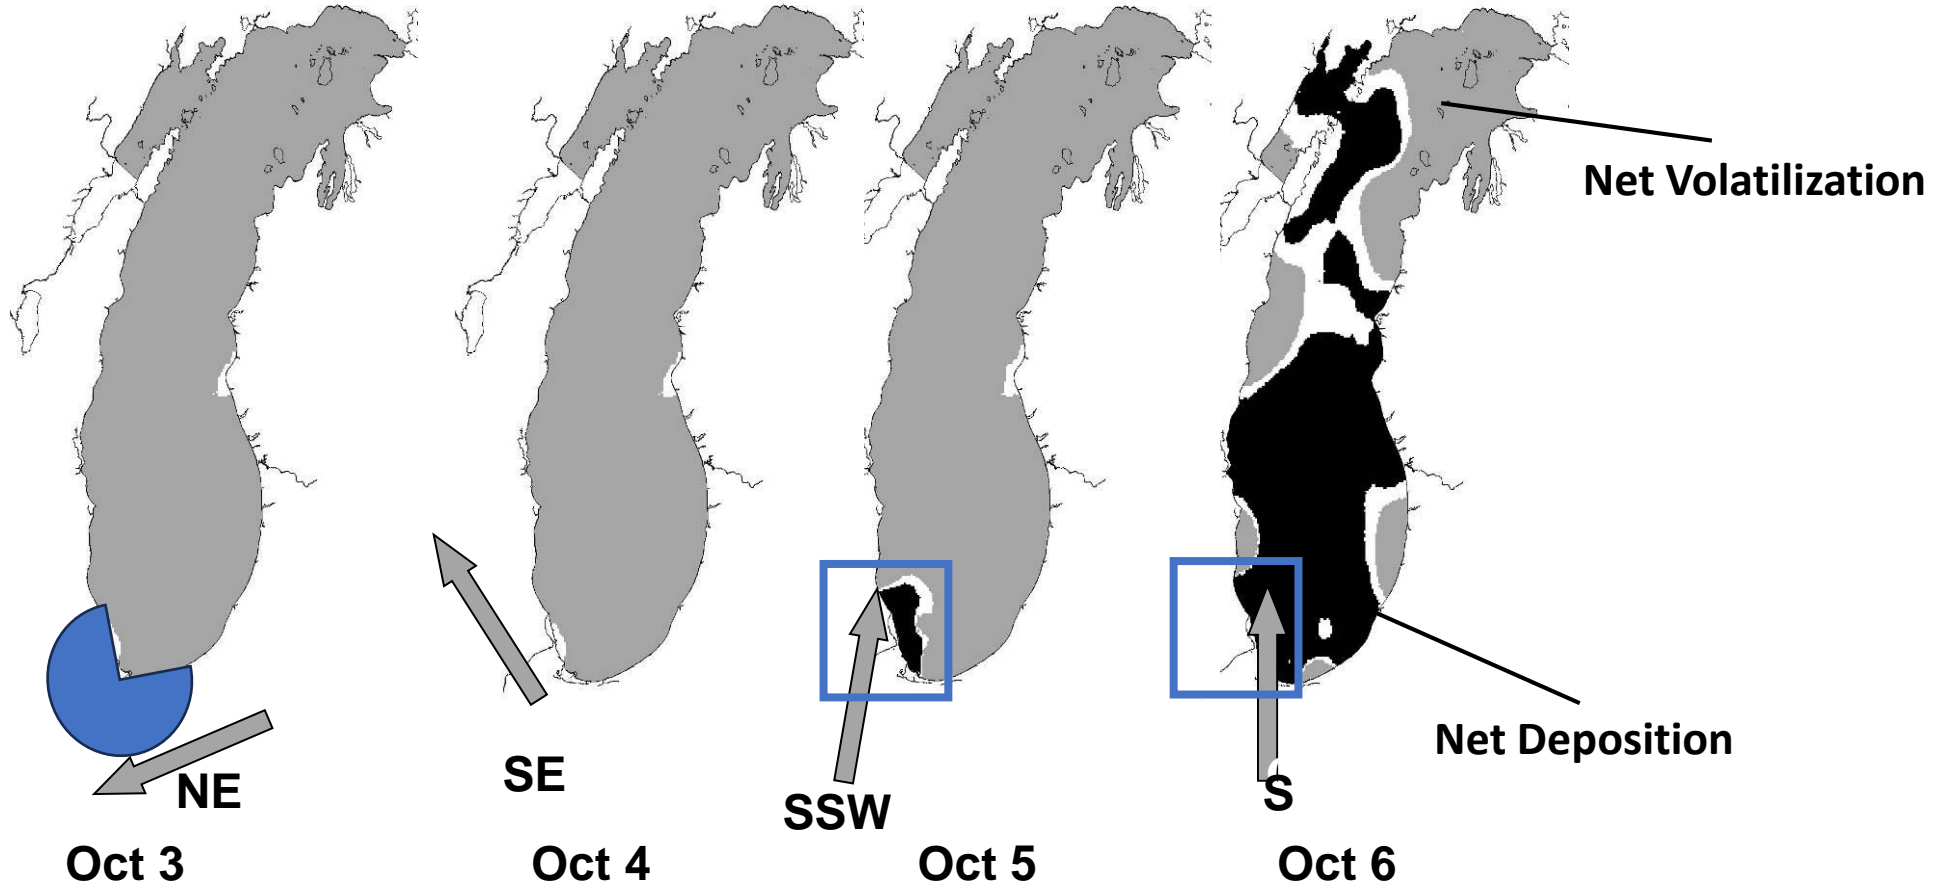 Net Volatilization
Net Deposition
NE
SE
SSW
S
Oct 3
Oct 4
Oct 5
Oct 6